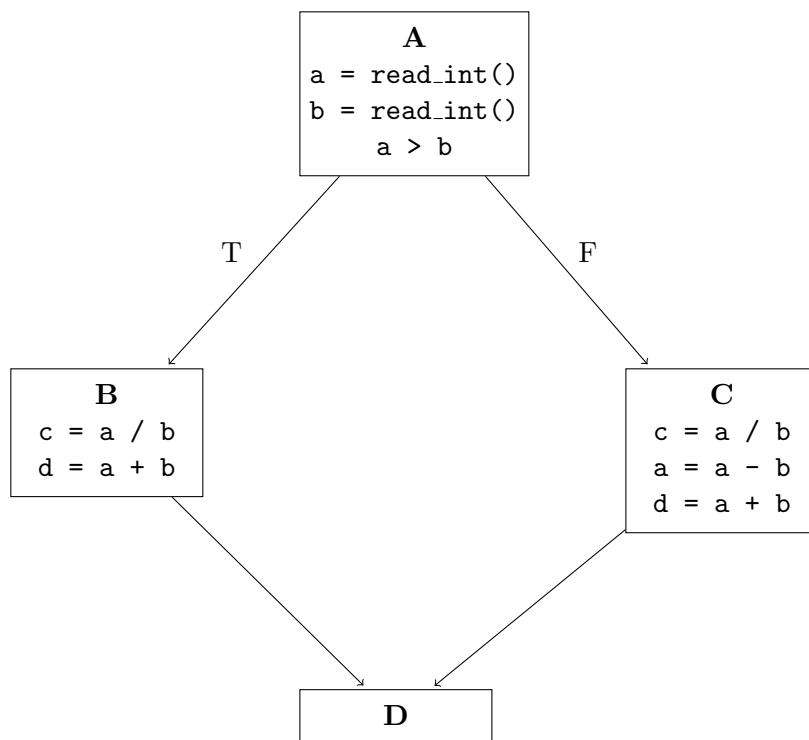 A
a = read_int()
b = read_int()
a > b
T
F
B
c = a / b
d = a + b
C
c = a / b
a = a - b
d = a + b
D